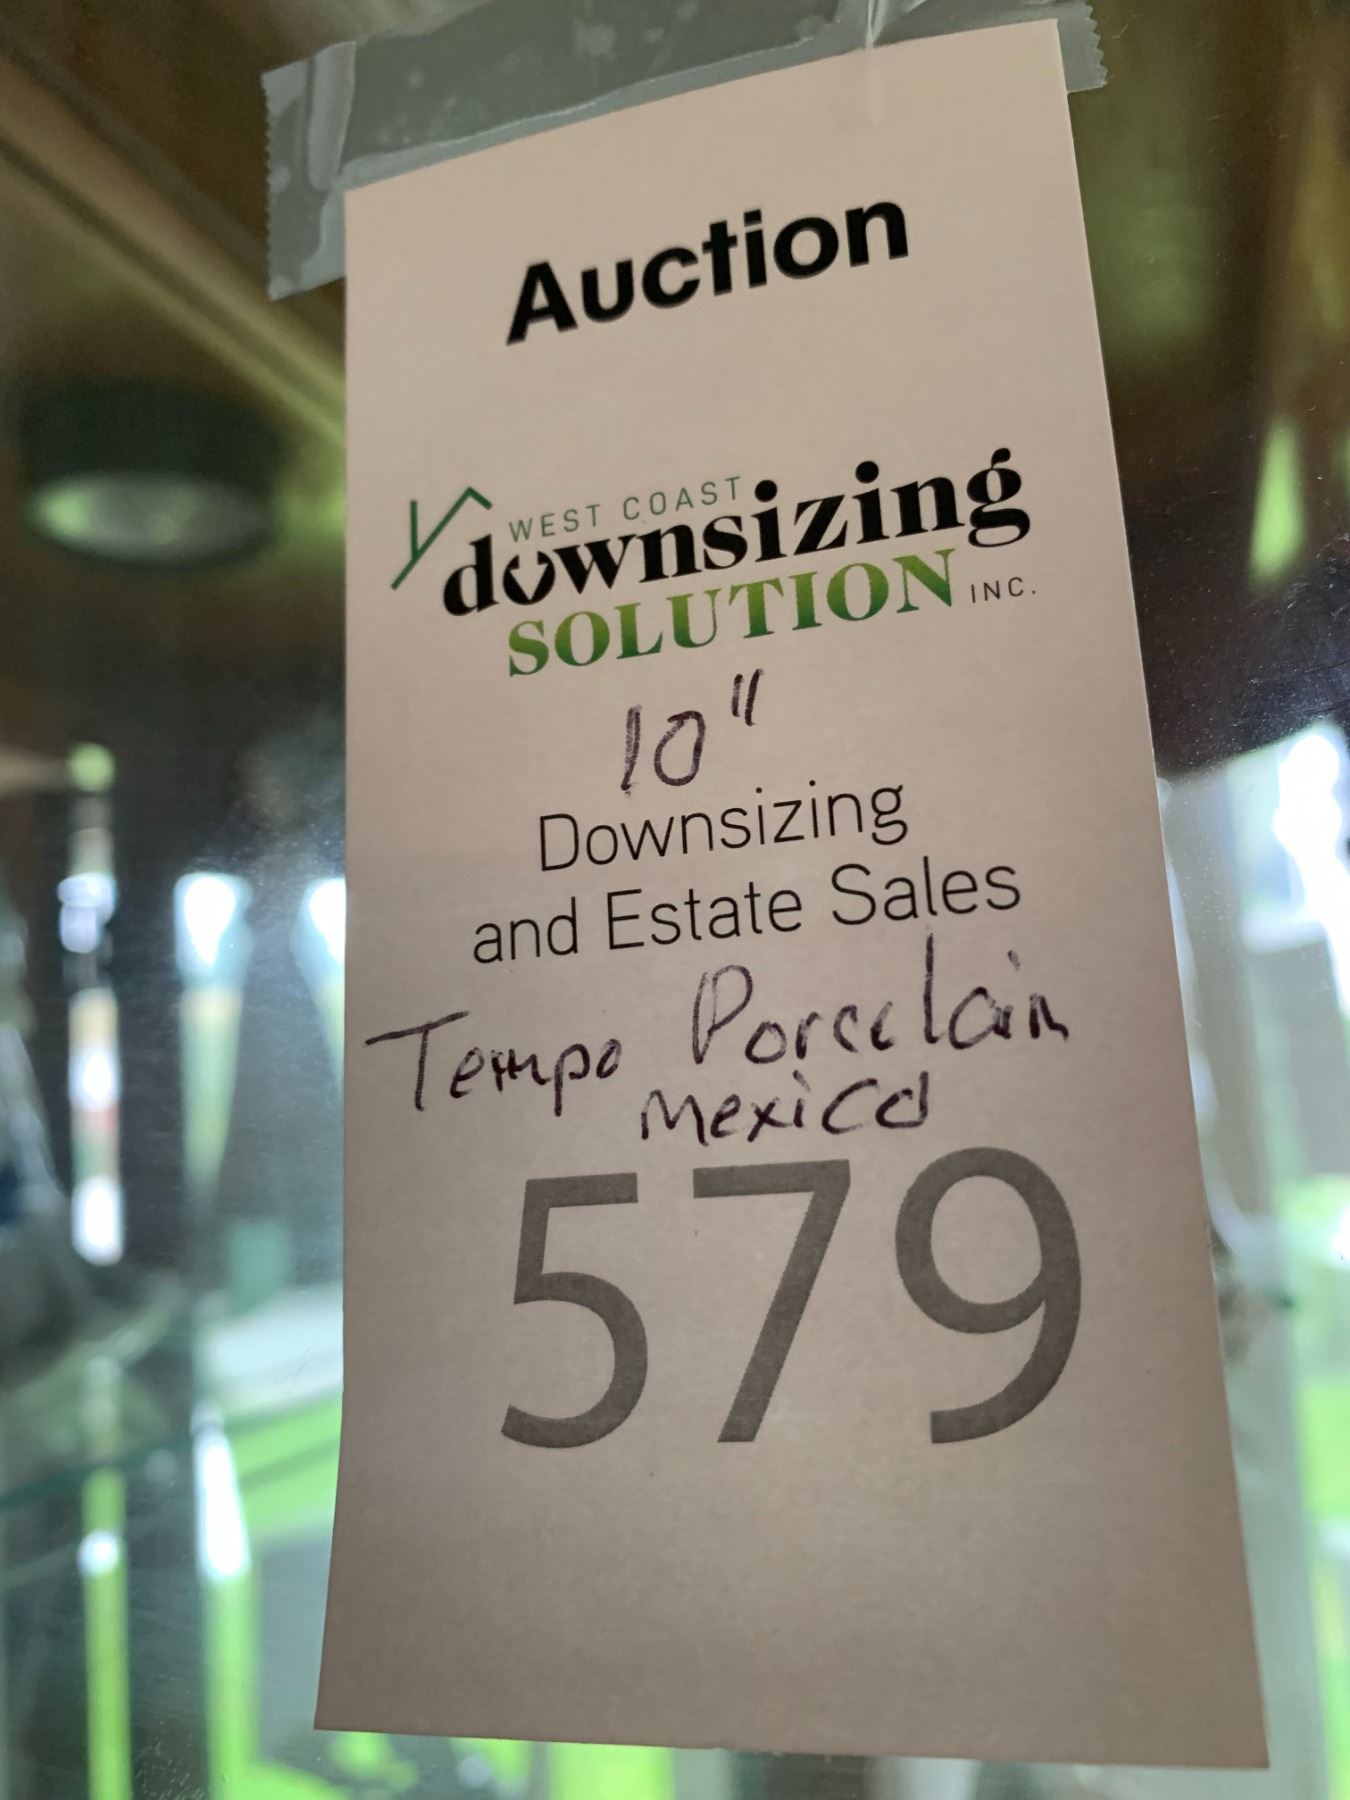 Auction
WEST COAST
downsizing
SOLUTION INC.
10"
Downsizing
and Estate Sales
Tempo Porcelain
Mexico
579